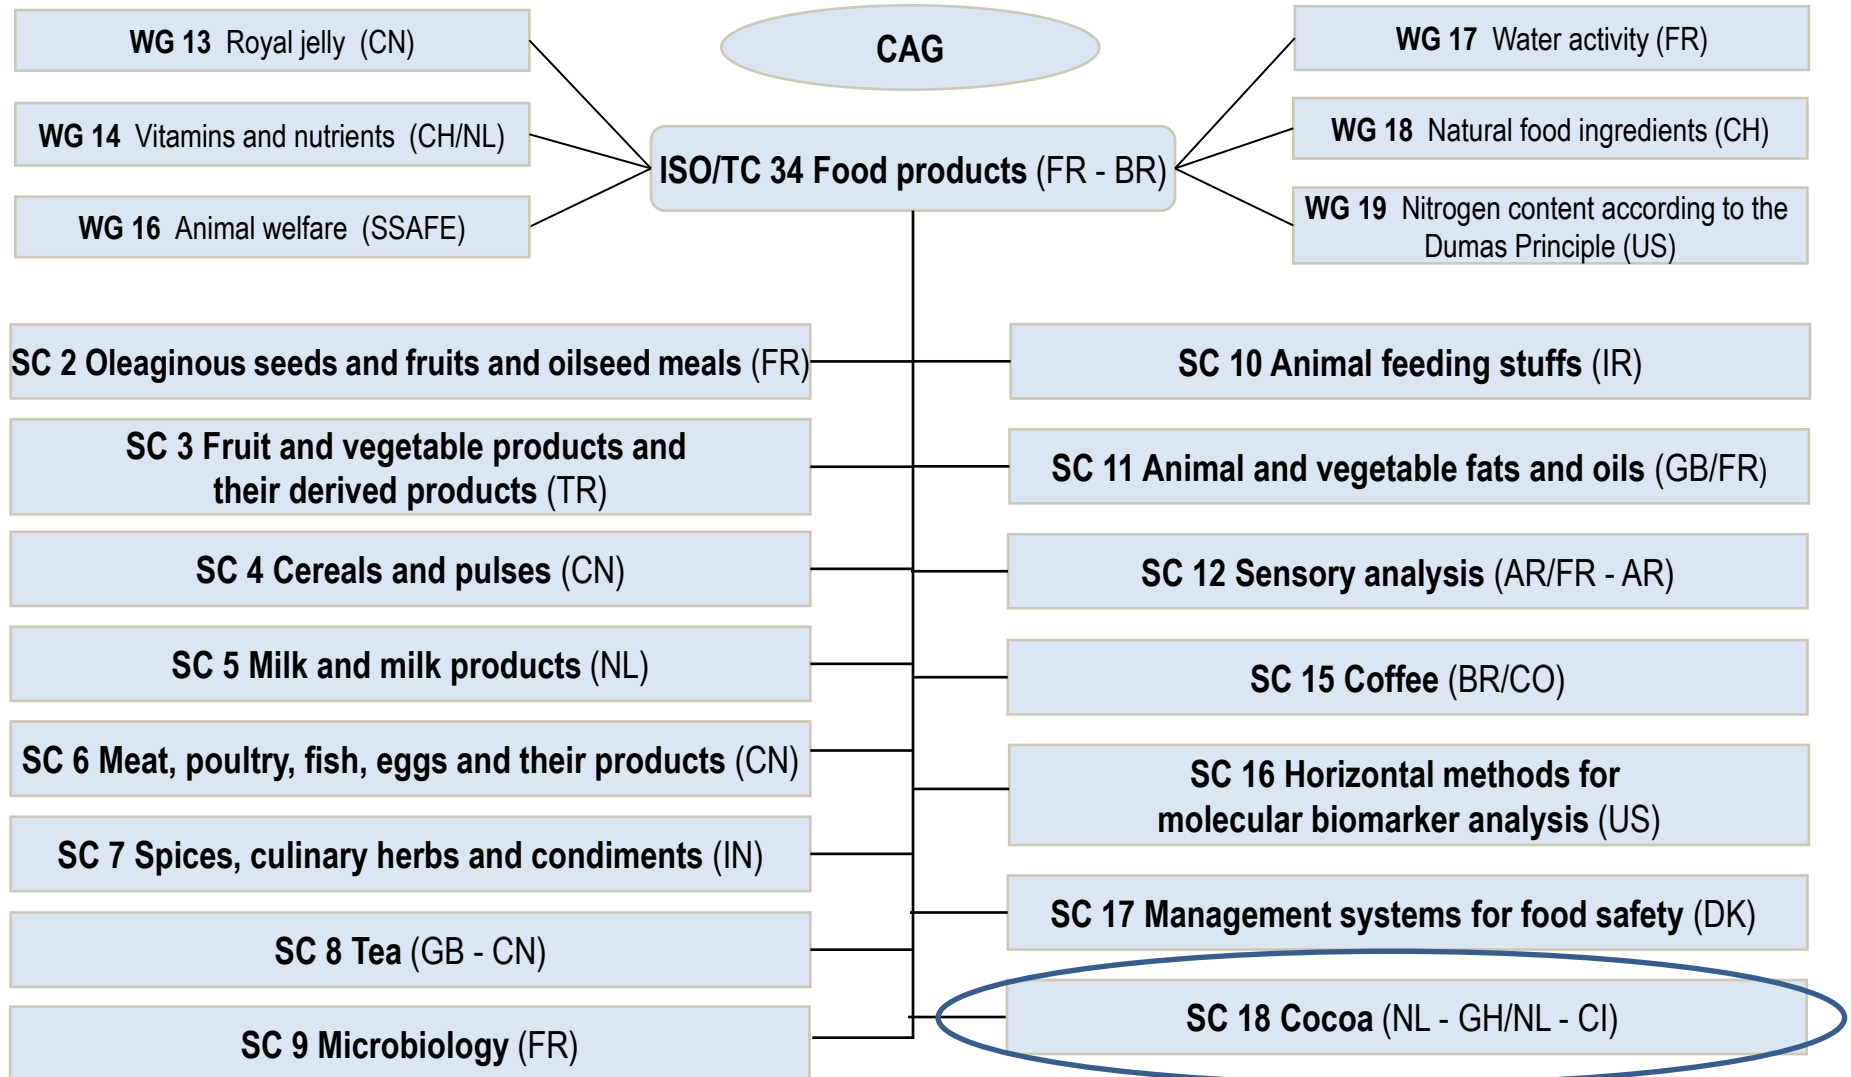 WG 13 Royal jelly (CN)
WG 14 Vitamins and nutrients (CH/NL)
WG 16 Animal welfare (SSAFE)
CAG
ISO/TC 34 Food products (FR - BR)
WG 17 Water activity (FR)
WG 18 Natural food ingredients (CH)
WG 19 Nitrogen content according to the
Dumas Principle (US)
SC 2 Oleaginous seeds and fruits and oilseed meals (FR)
SC 3 Fruit and vegetable products and
their derived products (TR)
SC 4 Cereals and pulses (CN)
SC 5 Milk and milk products (NL)
SC 6 Meat, poultry, fish, eggs and their products (CN)
SC 7 Spices, culinary herbs and condiments (IN)
SC 8 Tea (GB - CN)
SC 9 Microbiology (FR)
SC 10 Animal feeding stuffs (IR)
SC 11 Animal and vegetable fats and oils (GB/FR)
SC 12 Sensory analysis (AR/FR - AR)
SC 15 Coffee (BR/CO)
SC 16 Horizontal methods for
molecular biomarker analysis (US)
SC 17 Management systems for food safety (DK)
SC 18 Cocoa (NL - GH/NL - CI)